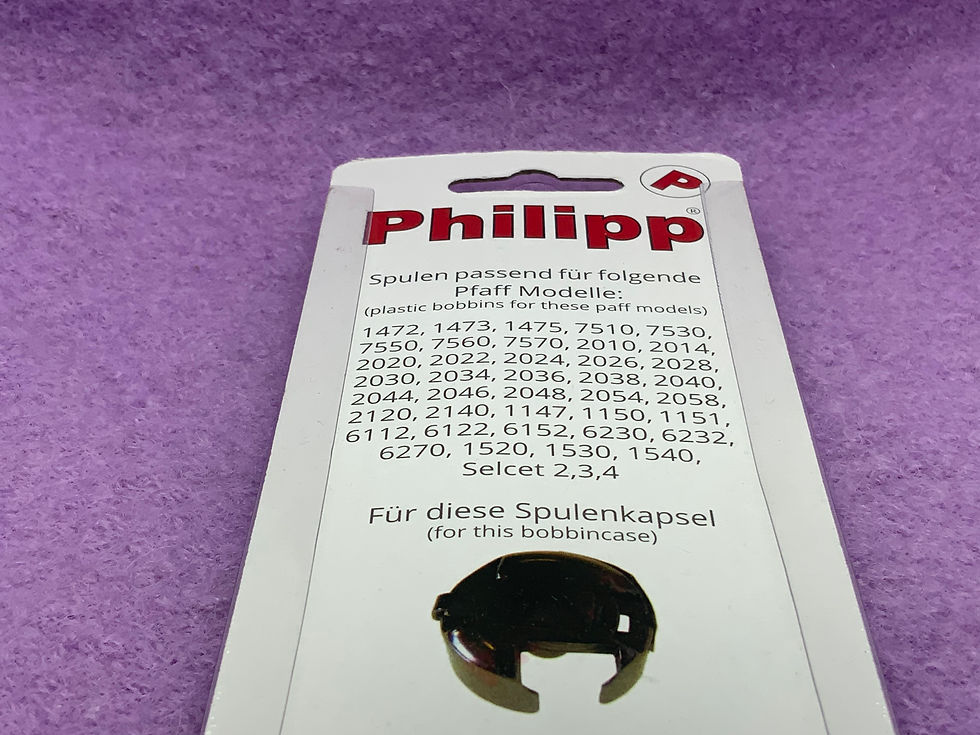 P
Philipp®
Spulen passend für folgende
Pfaff Modelle:
(plastic bobbins for these paff models)
1472, 1473, 1475, 7510, 7530,
7550, 7560, 7570, 2010, 2014,
2020, 2022, 2024, 2026, 2028,
2030, 2034, 2036, 2038, 2040,
2044, 2046, 2048, 2054, 2058,
2120, 2140, 1147, 1150, 1151,
6112, 6122, 6152, 6230, 6232,
6270, 1520, 1530, 1540,
Selcet 2,3,4
Für diese Spulenkapsel
(for this bobbincase)